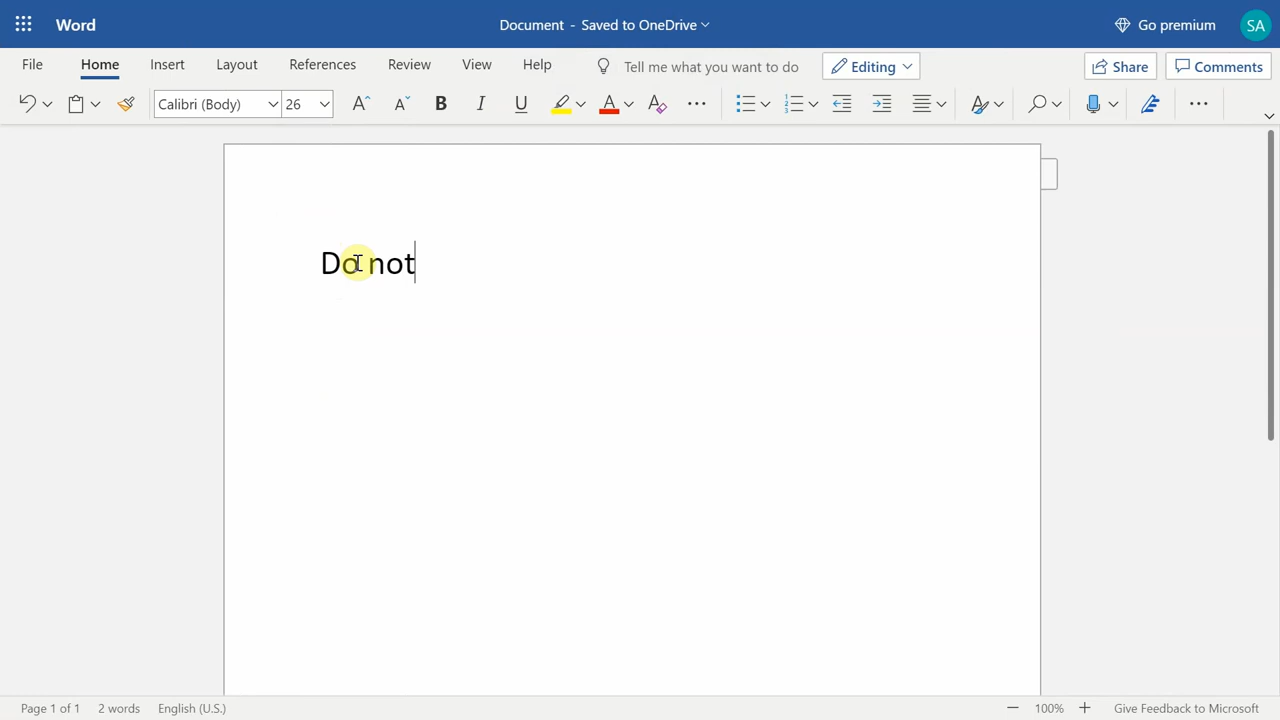 Word
Document - Saved to OneDrive
Go premium
SA
File
Home
Insert
Layout
References
Review
View
Help
Tell me what you want to do
Editing
Share
Comments
Calibri (Body)
26
Do not
Page 1 of 1
2 words
English (U.S.)
100%
Give Feedback to Microsoft